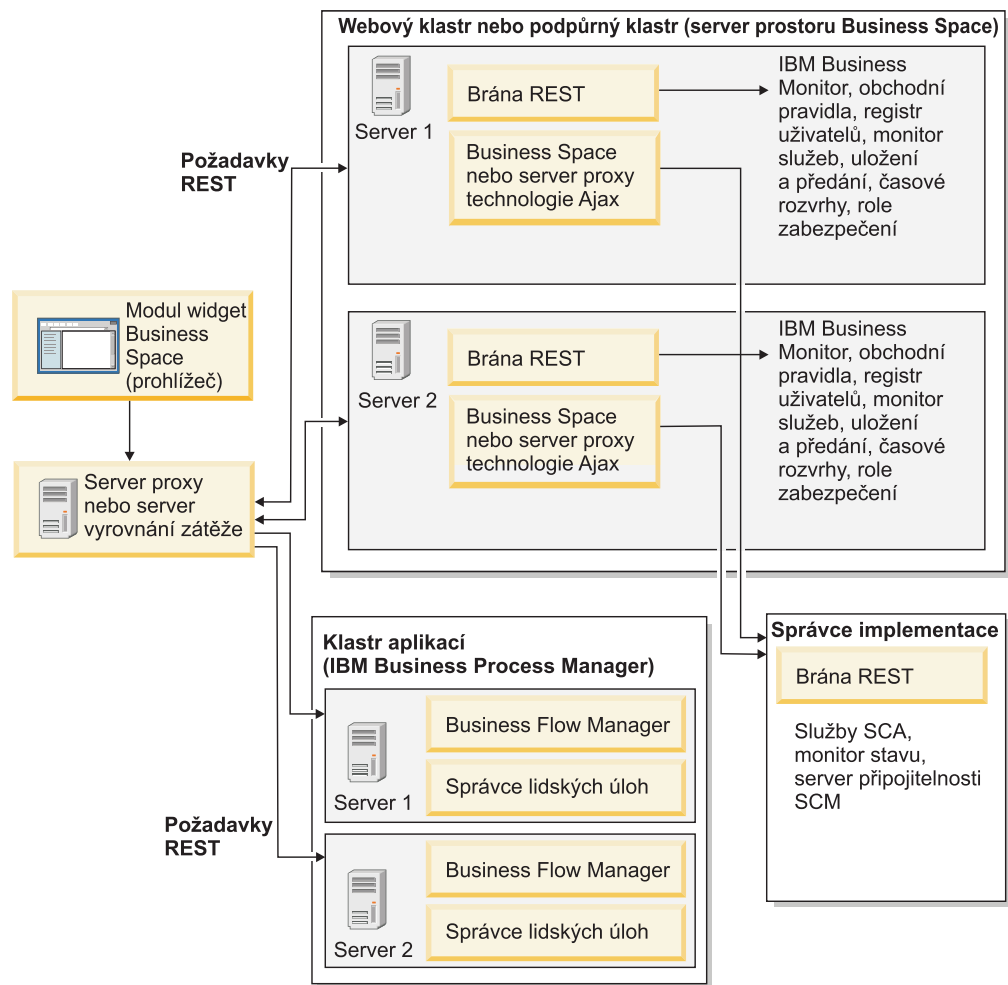 Webový klastr nebo podpůrný klastr (server prostoru Business Space)
Server 1
Brána REST
Business Space
nebo server proxy
technologie Ajax
IBM Business
Monitor, obchodní
pravidla, registr
uživatelů, monitor
služeb, uložení
a předání, časové
rozvrhy, role
zabezpečení
Požadavky
REST
Server 2
Brána REST
Business Space
nebo server proxy
technologie Ajax
IBM Business
Monitor, obchodní
pravidla, registr
uživatelů, monitor
služeb, uložení
a předání, časové
rozvrhy, role
zabezpečení
Modul widget
Business
Space
(prohlížeč)
Server proxy
nebo server
vyrovnání zátěže
Klastr aplikací
(IBM Business Process Manager)
Server 1
Business Flow Manager
Správce lidských úloh
Požadavky
REST
Server 2
Business Flow Manager
Správce lidských úloh
Správce implementace
Brána REST
Služby SCA,
monitor stavu,
server připojitelnosti
SCM